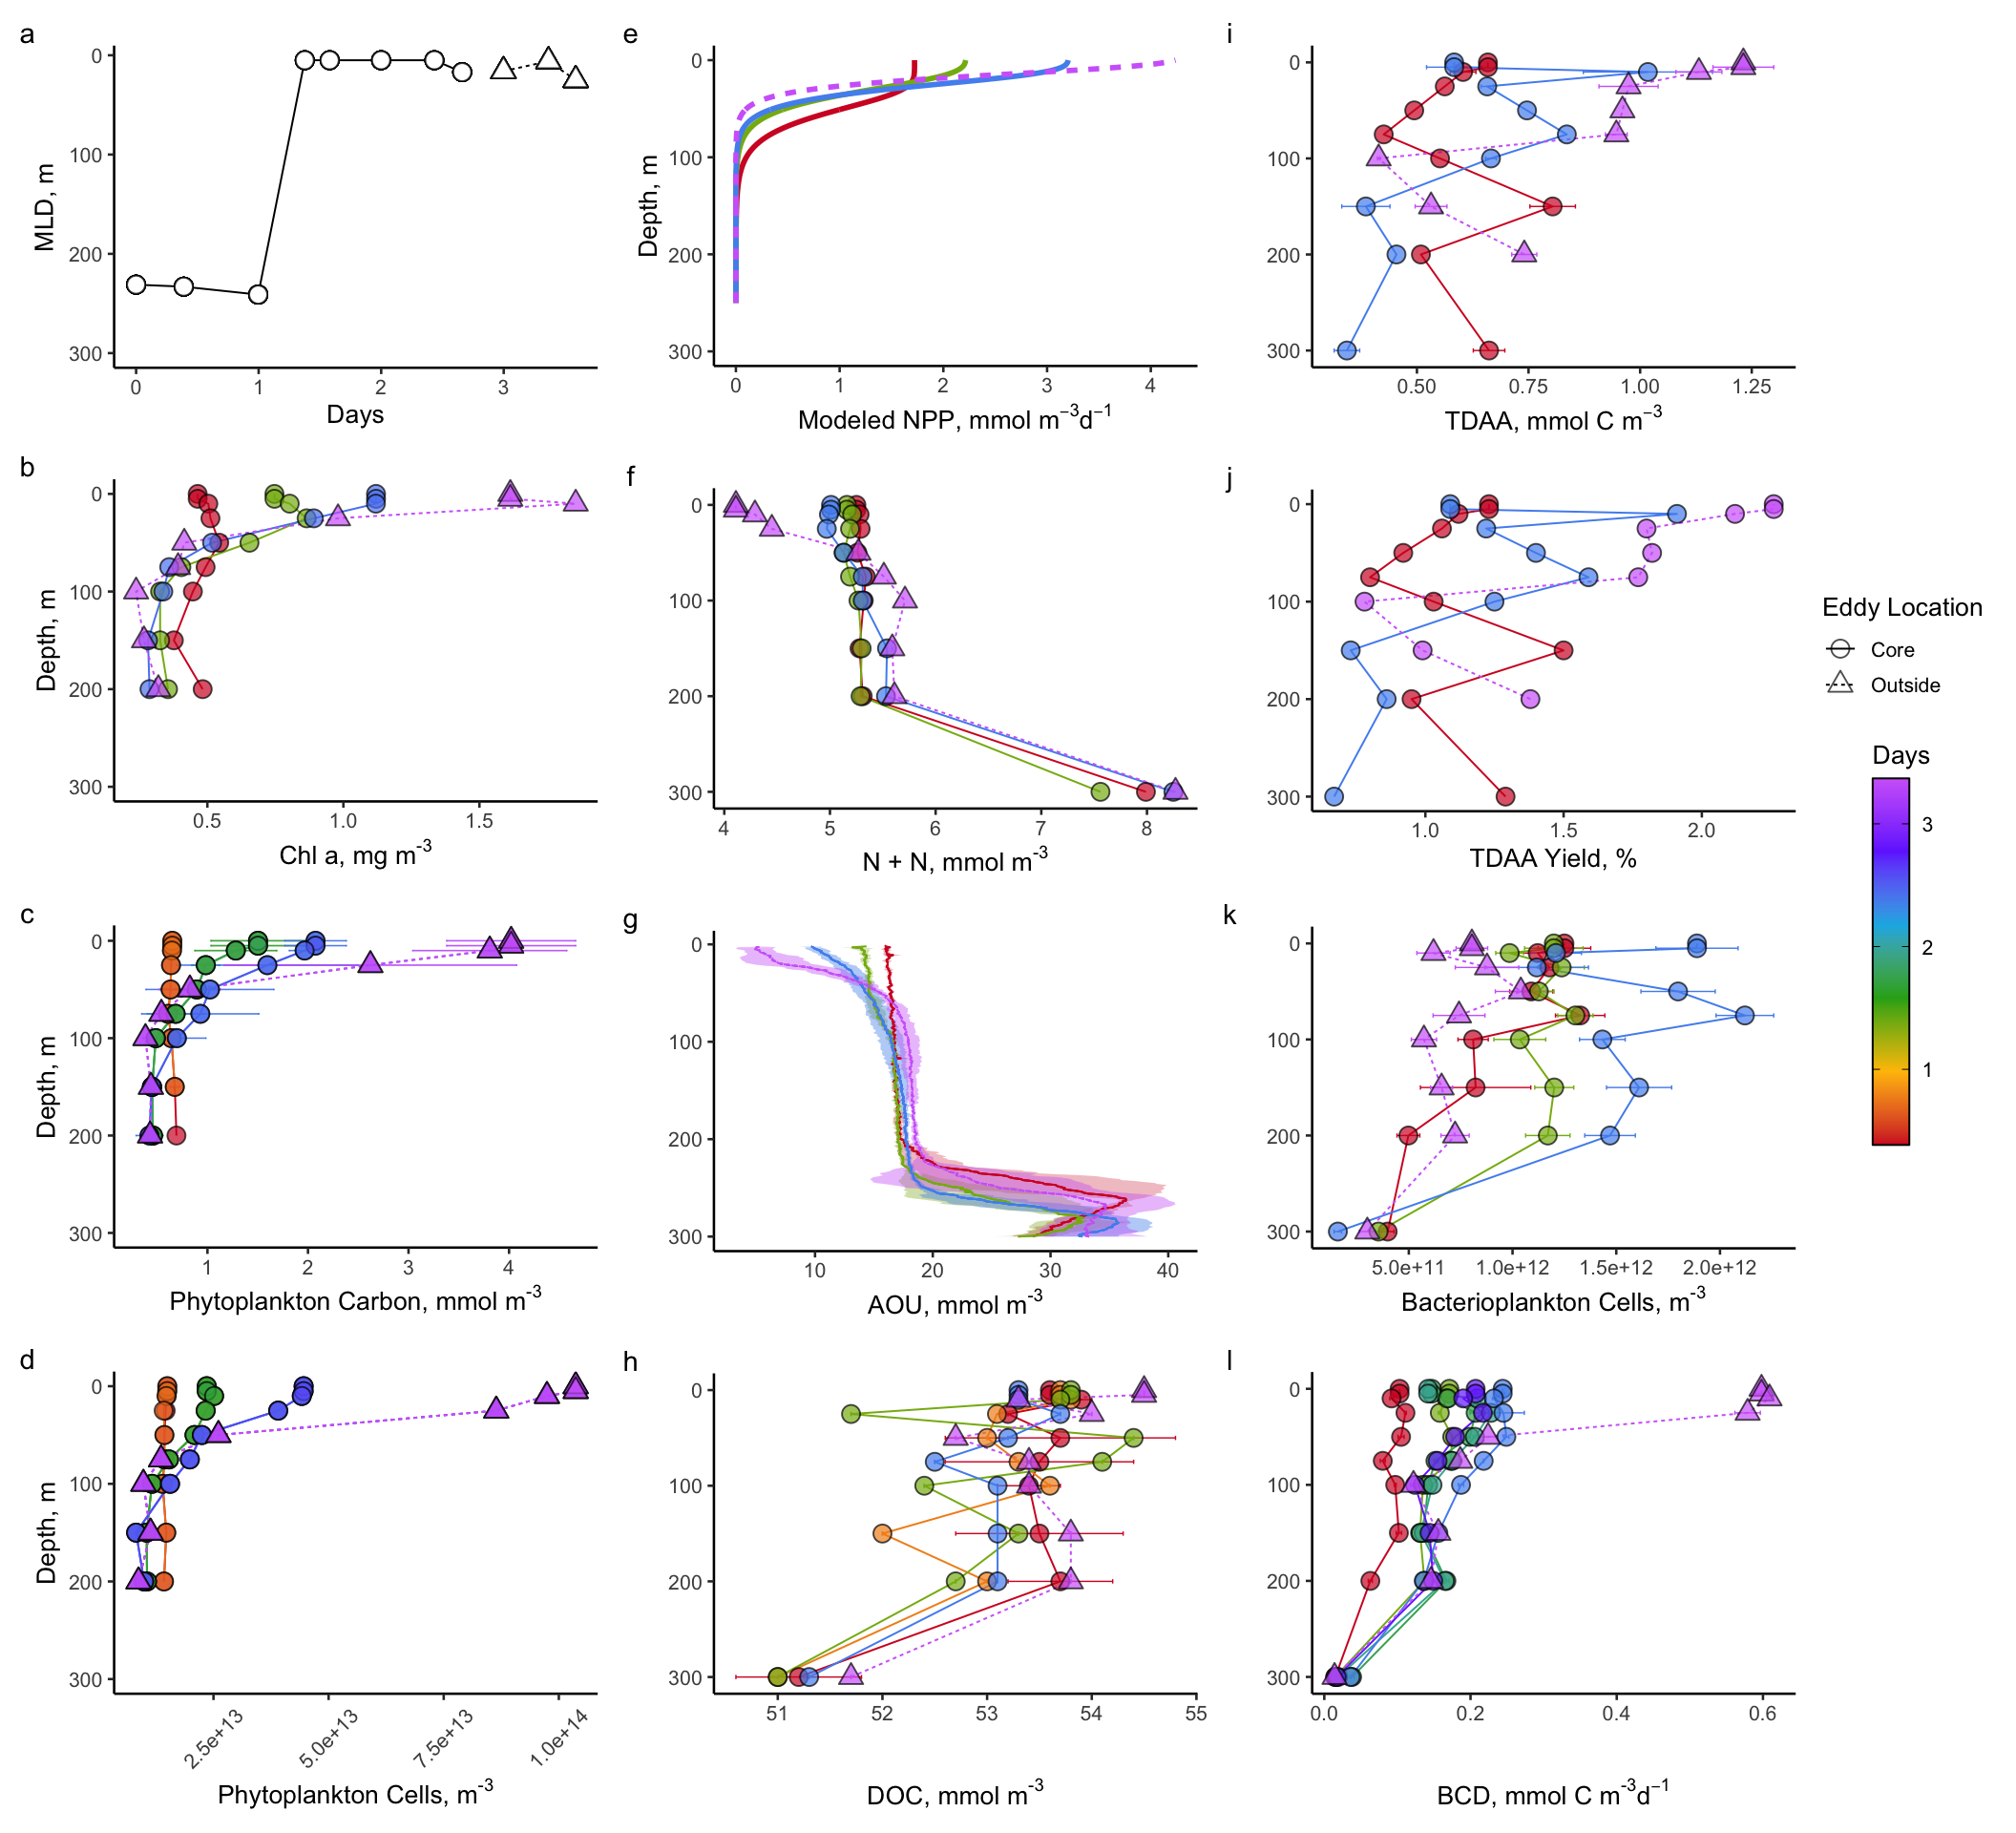 a
0
100
200
300
MLD, m
0
1
2
3
Days
e
0
100
200
300
Depth, m
0
1
2
3
4
Modeled NPP, mmol m⁻³d⁻¹
i
0
100
200
300
0.50
0.75
1.00
1.25
TDAA, mmol C m⁻³
b
0
100
200
300
Depth, m
0.5
1.0
1.5
Chl a, mg m⁻³
f
0
100
200
300
4
5
6
7
8
N + N, mmol m⁻³
j
0
100
200
300
1.0
1.5
2.0
TDAA Yield, %
Eddy Location
Core
Outside
Days
3
2
1
c
0
100
200
300
Depth, m
1
2
3
4
Phytoplankton Carbon, mmol m⁻³
g
0
100
200
300
10
20
30
40
AOU, mmol m⁻³
k
0
100
200
300
5.0e+11
1.0e+12
1.5e+12
2.0e+12
Bacterioplankton Cells, m⁻³
d
0
100
200
300
Depth, m
2.5e+13
5.0e+13
7.5e+13
1.0e+14
Phytoplankton Cells, m⁻³
h
0
100
200
300
51
52
53
54
55
DOC, mmol m⁻³
l
0
100
200
300
0.0
0.2
0.4
0.6
BCD, mmol C m⁻³d⁻¹